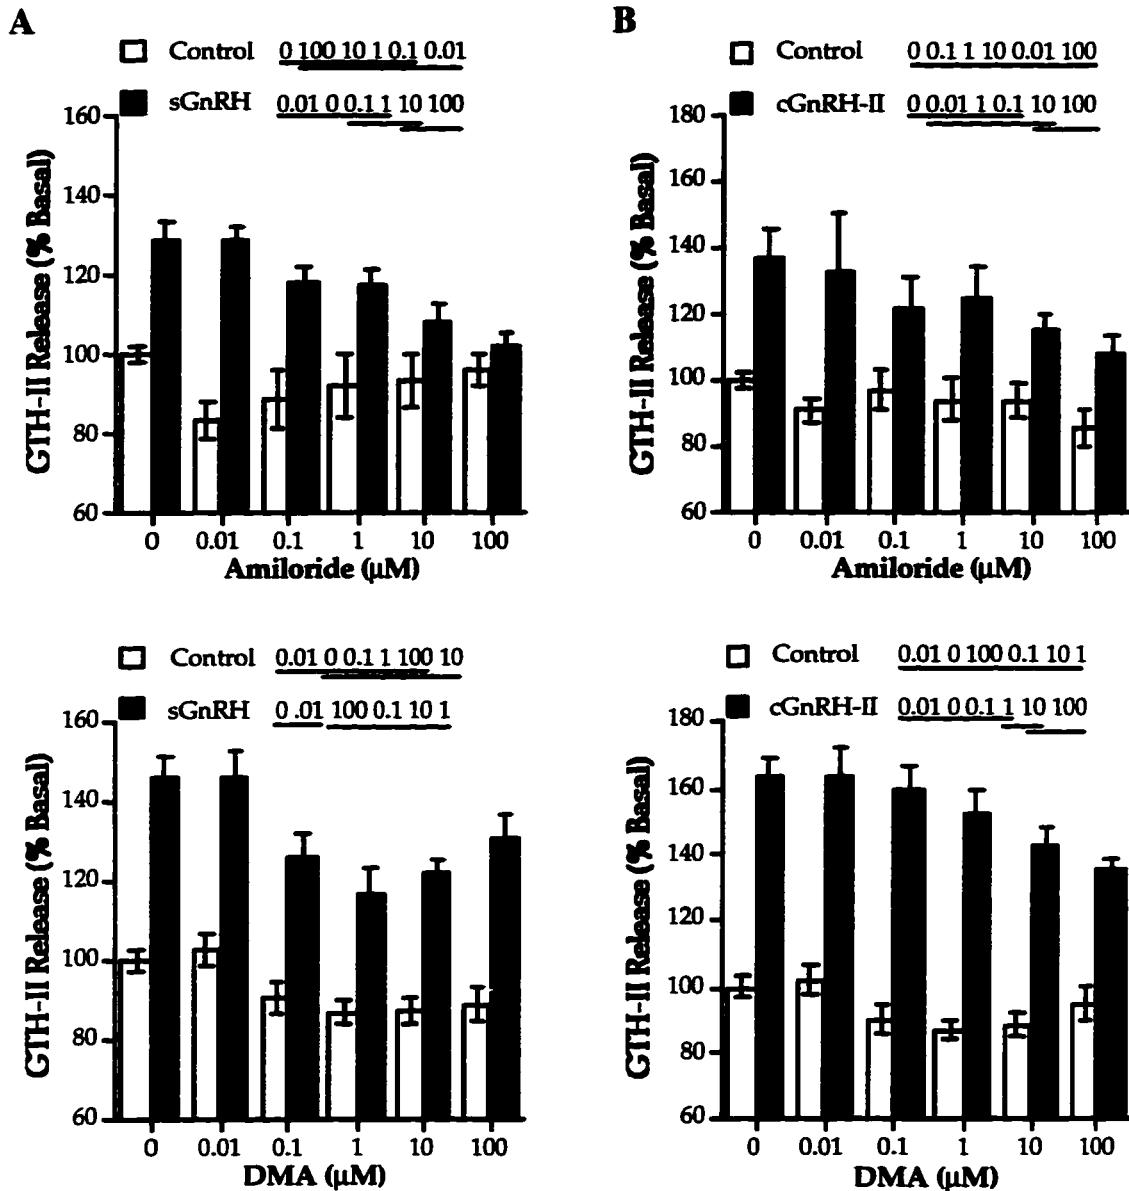 A
Control 0 100 10 1 0.1 0.01
sGnRH 0.01 0 0.1 1 10 100
GTH-II Release (% Basal)
160
140
120
100
80
60
0 0.01 0.1 1 10 100
Amiloride (μM)
B
Control 0 0.1 1 10 0.01 100
cGnRH-II 0 0.01 1 0.1 10 100
GTH-II Release (% Basal)
180
160
140
120
100
80
60
0 0.01 0.1 1 10 100
Amiloride (μM)
Control 0.01 0 0.1 1 100 10
sGnRH 0 .01 100 0.1 10 1
GTH-II Release (% Basal)
160
140
120
100
80
60
0 0.01 0.1 1 10 100
DMA (μM)
Control 0.01 0 100 0.1 10 1
cGnRH-II 0.01 0 0.1 1 10 100
GTH-II Release (% Basal)
180
160
140
120
100
80
60
0 0.01 0.1 1 10 100
DMA (μM)